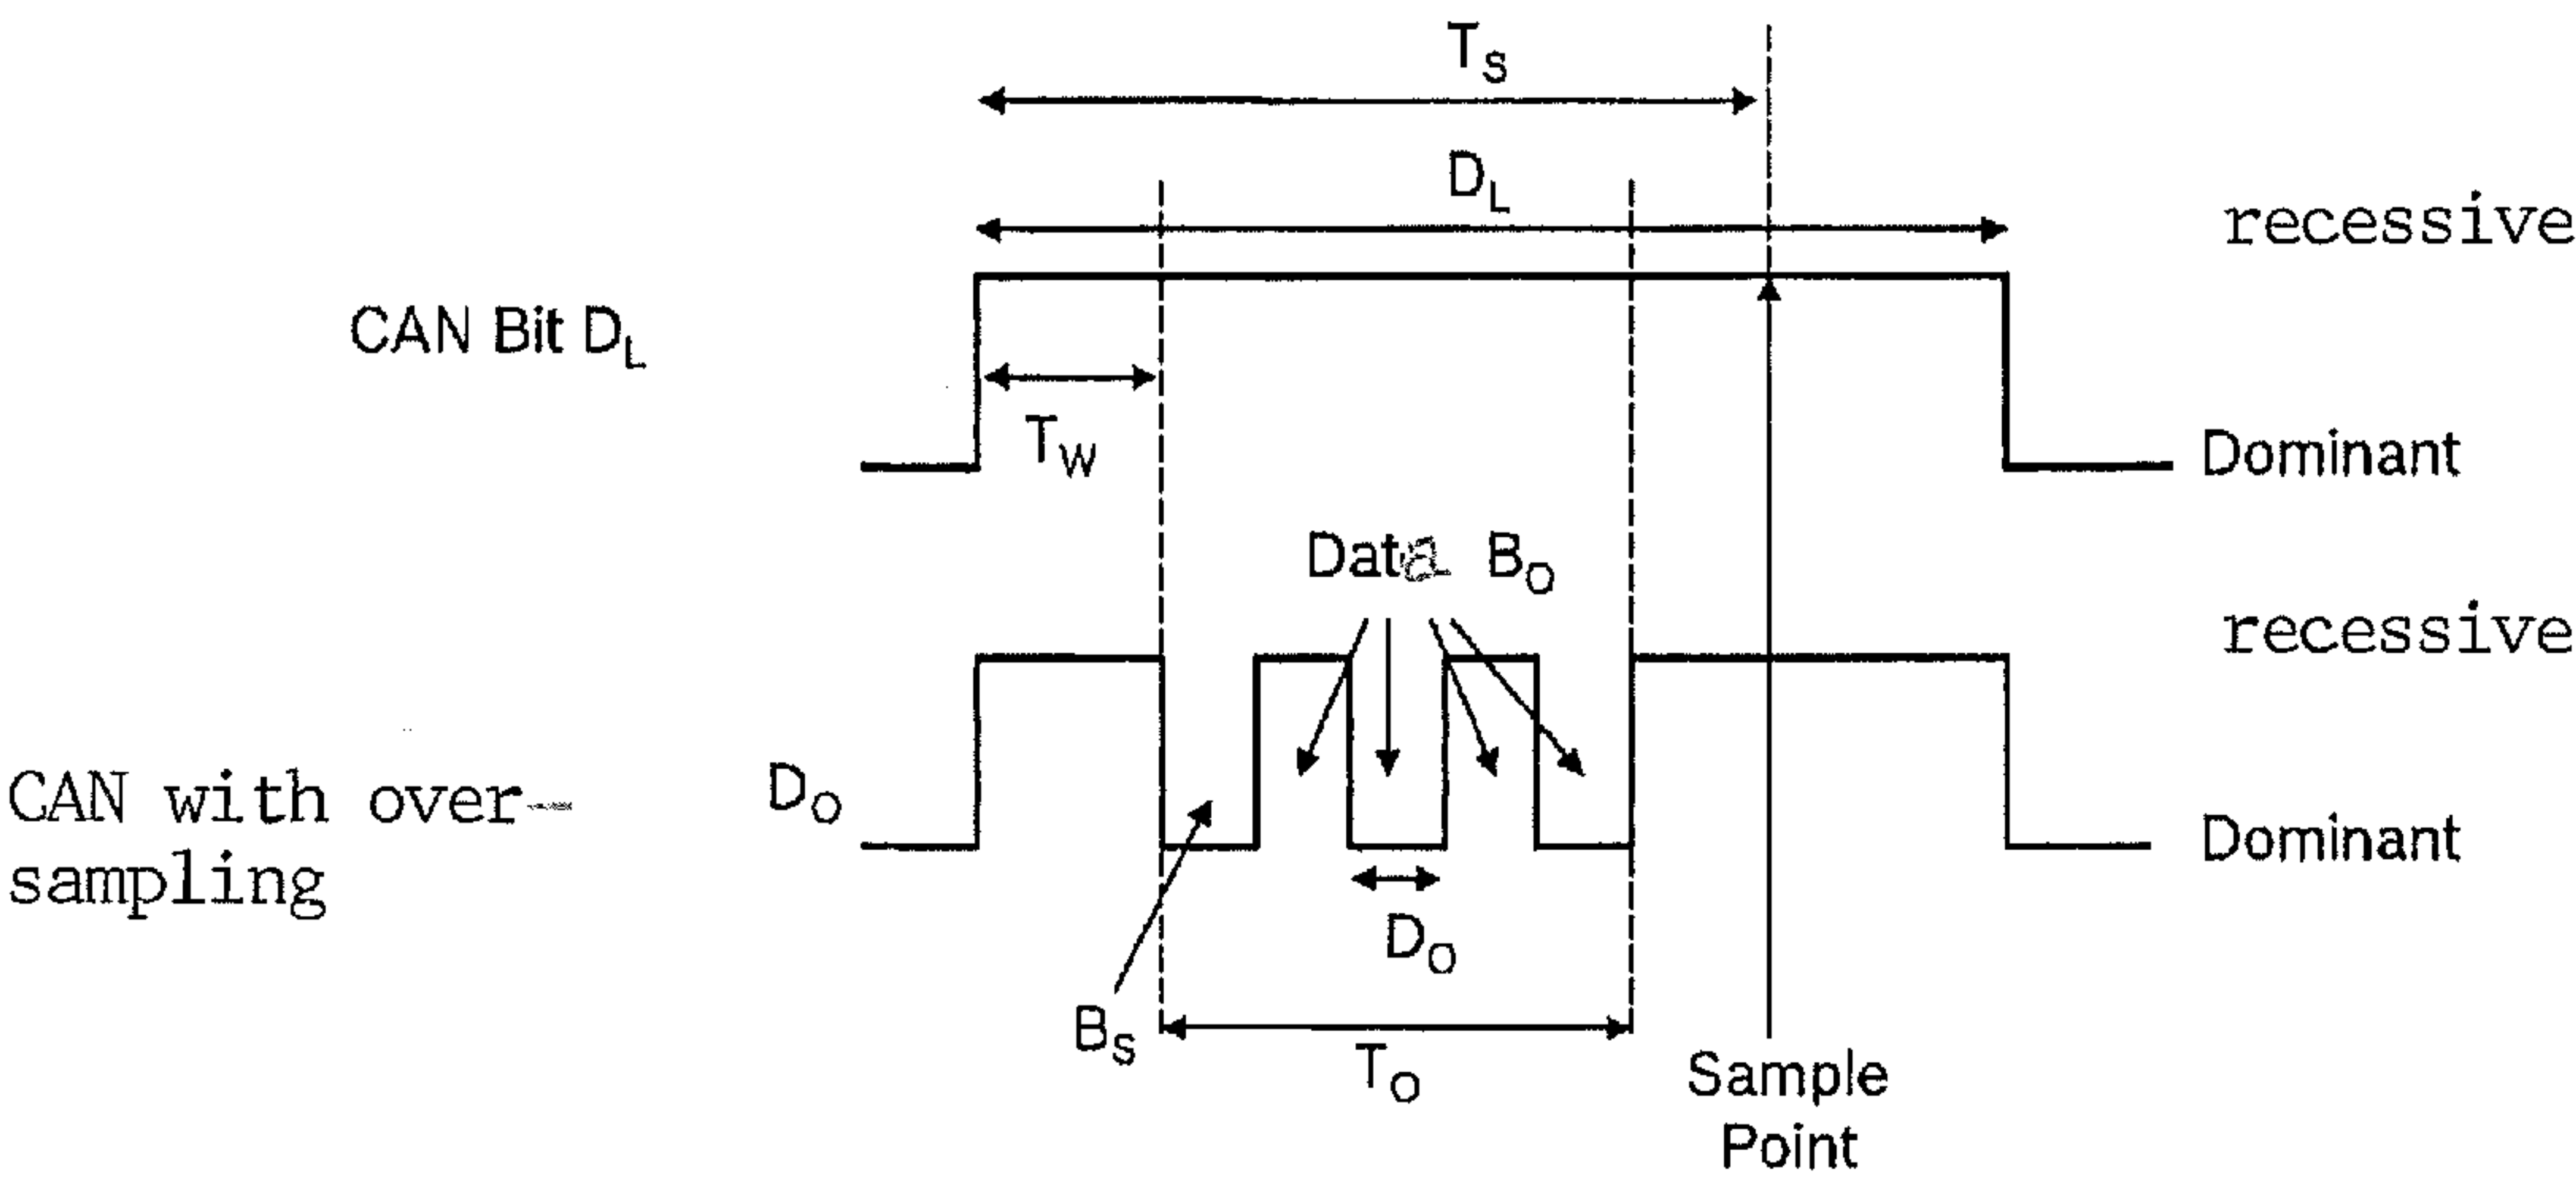 T_S
D_L
recessive
CAN Bit D_L
T_W
Dominant
Data B_O
recessive
CAN with over-
sampling
D_O
Dominant
D_O
B_S
T_O
Sample
Point